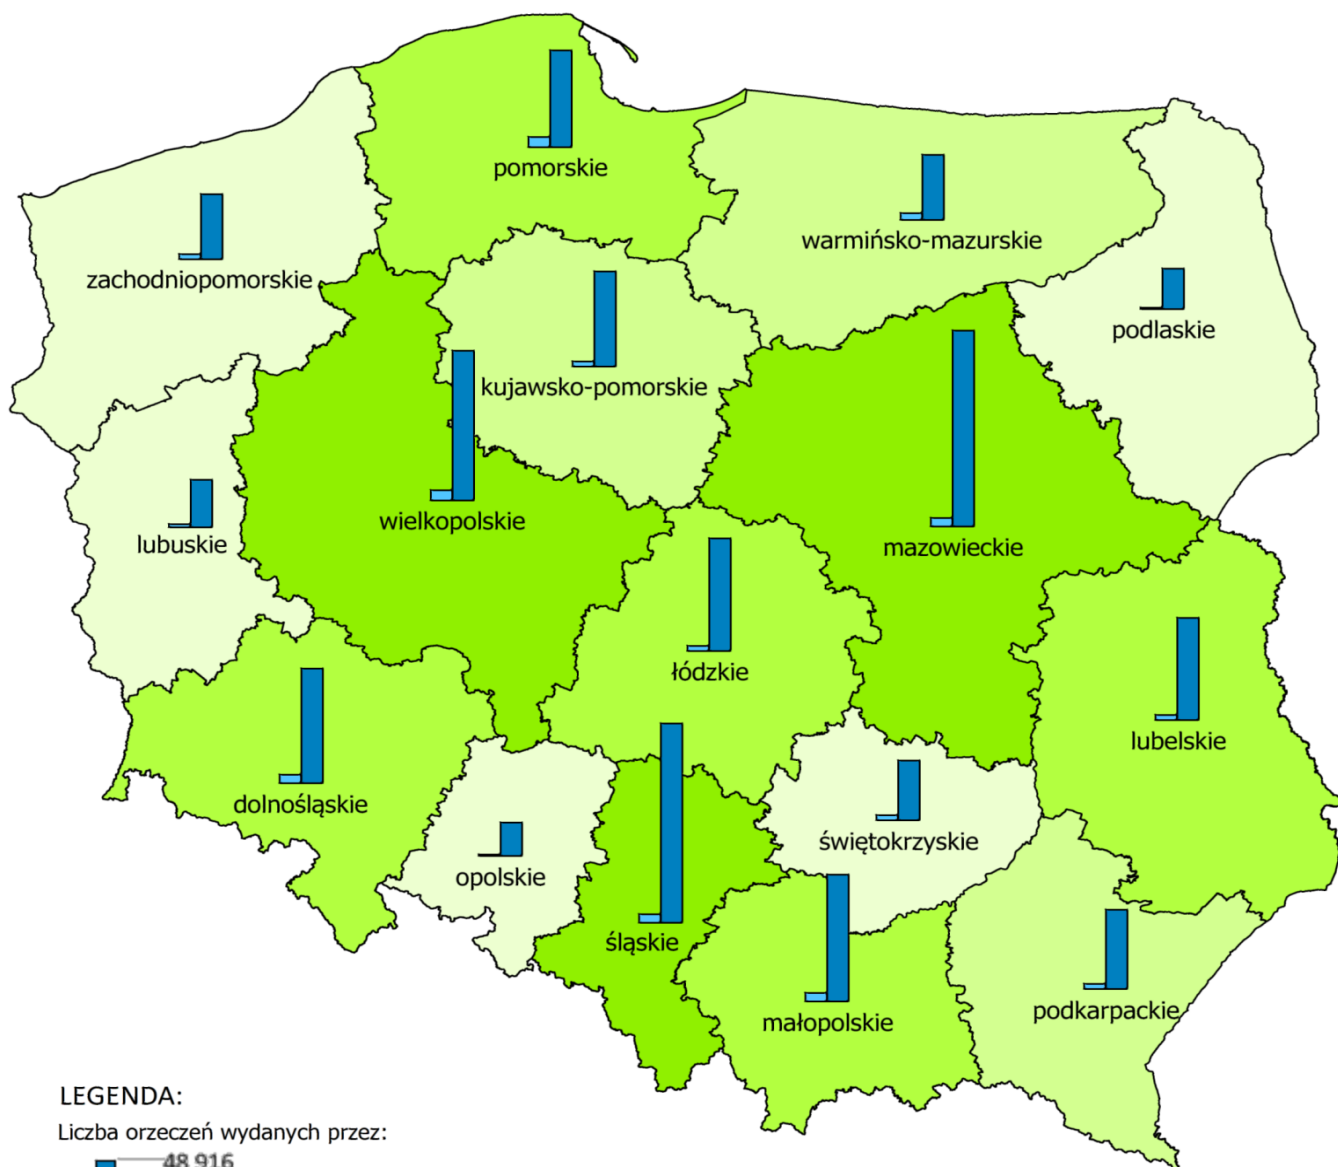 pomorskie
warmińsko-mazurskie
zachodniopomorskie
podlaskie
kujawsko-pomorskie
wielkopolskie
mazowieckie
lubuskie
łódzkie
lubelskie
dolnośląskie
świętokrzyskie
opolskie
śląskie
małopolskie
podkarpackie
LEGENDA:
Liczba orzeczeń wydanych przez:
48 916